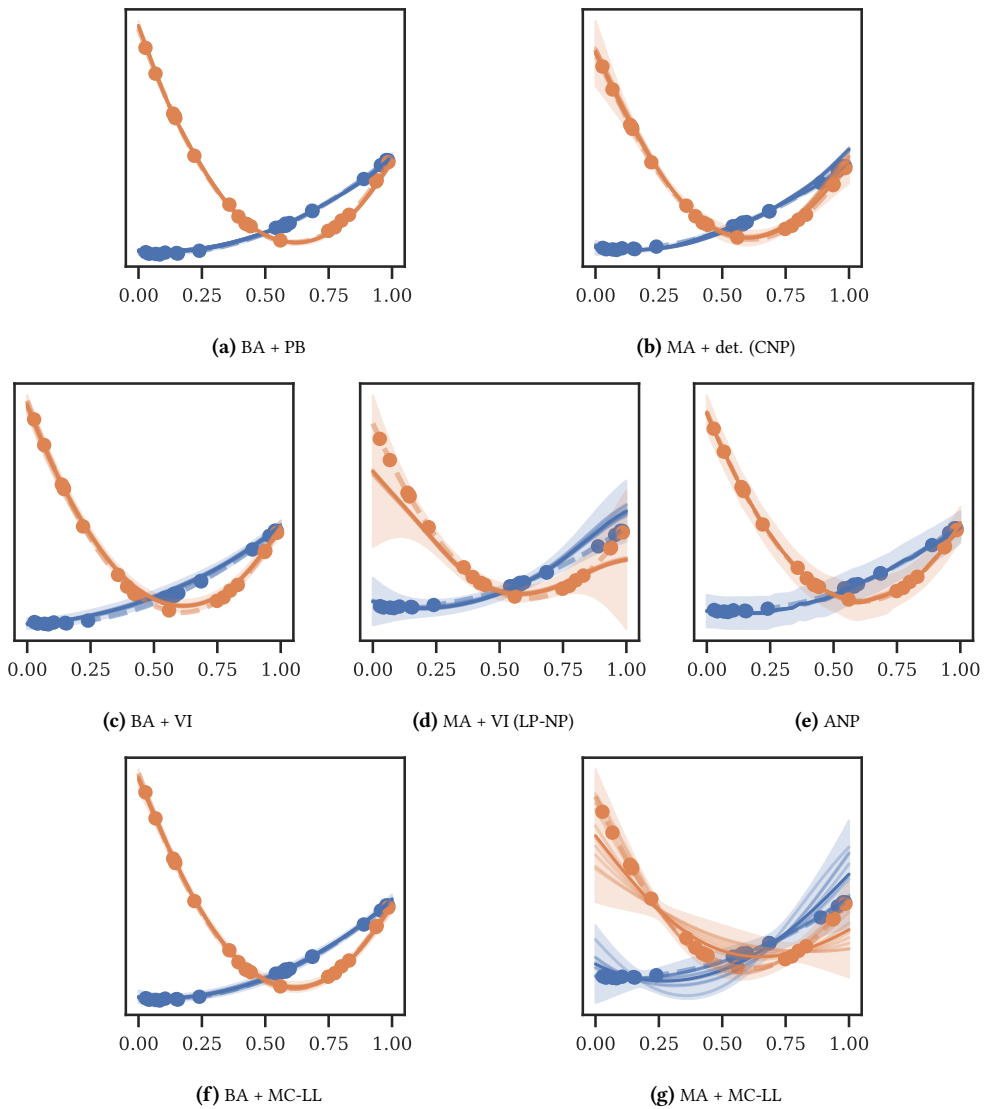 0.00 0.25 0.50 0.75 1.00 0.00 0.25 0.50 0.75 1.00
(a) BA + PB (b) MA + det. (CNP)
0.00 0.25 0.50 0.75 1.00 0.00 0.25 0.50 0.75 1.00 0.00 0.25 0.50 0.75 1.00
(c) BA + VI (d) MA + VI (LP-NP) (e) ANP
0.00 0.25 0.50 0.75 1.00 0.00 0.25 0.50 0.75 1.00
(f) BA + MC-LL (g) MA + MC-LL